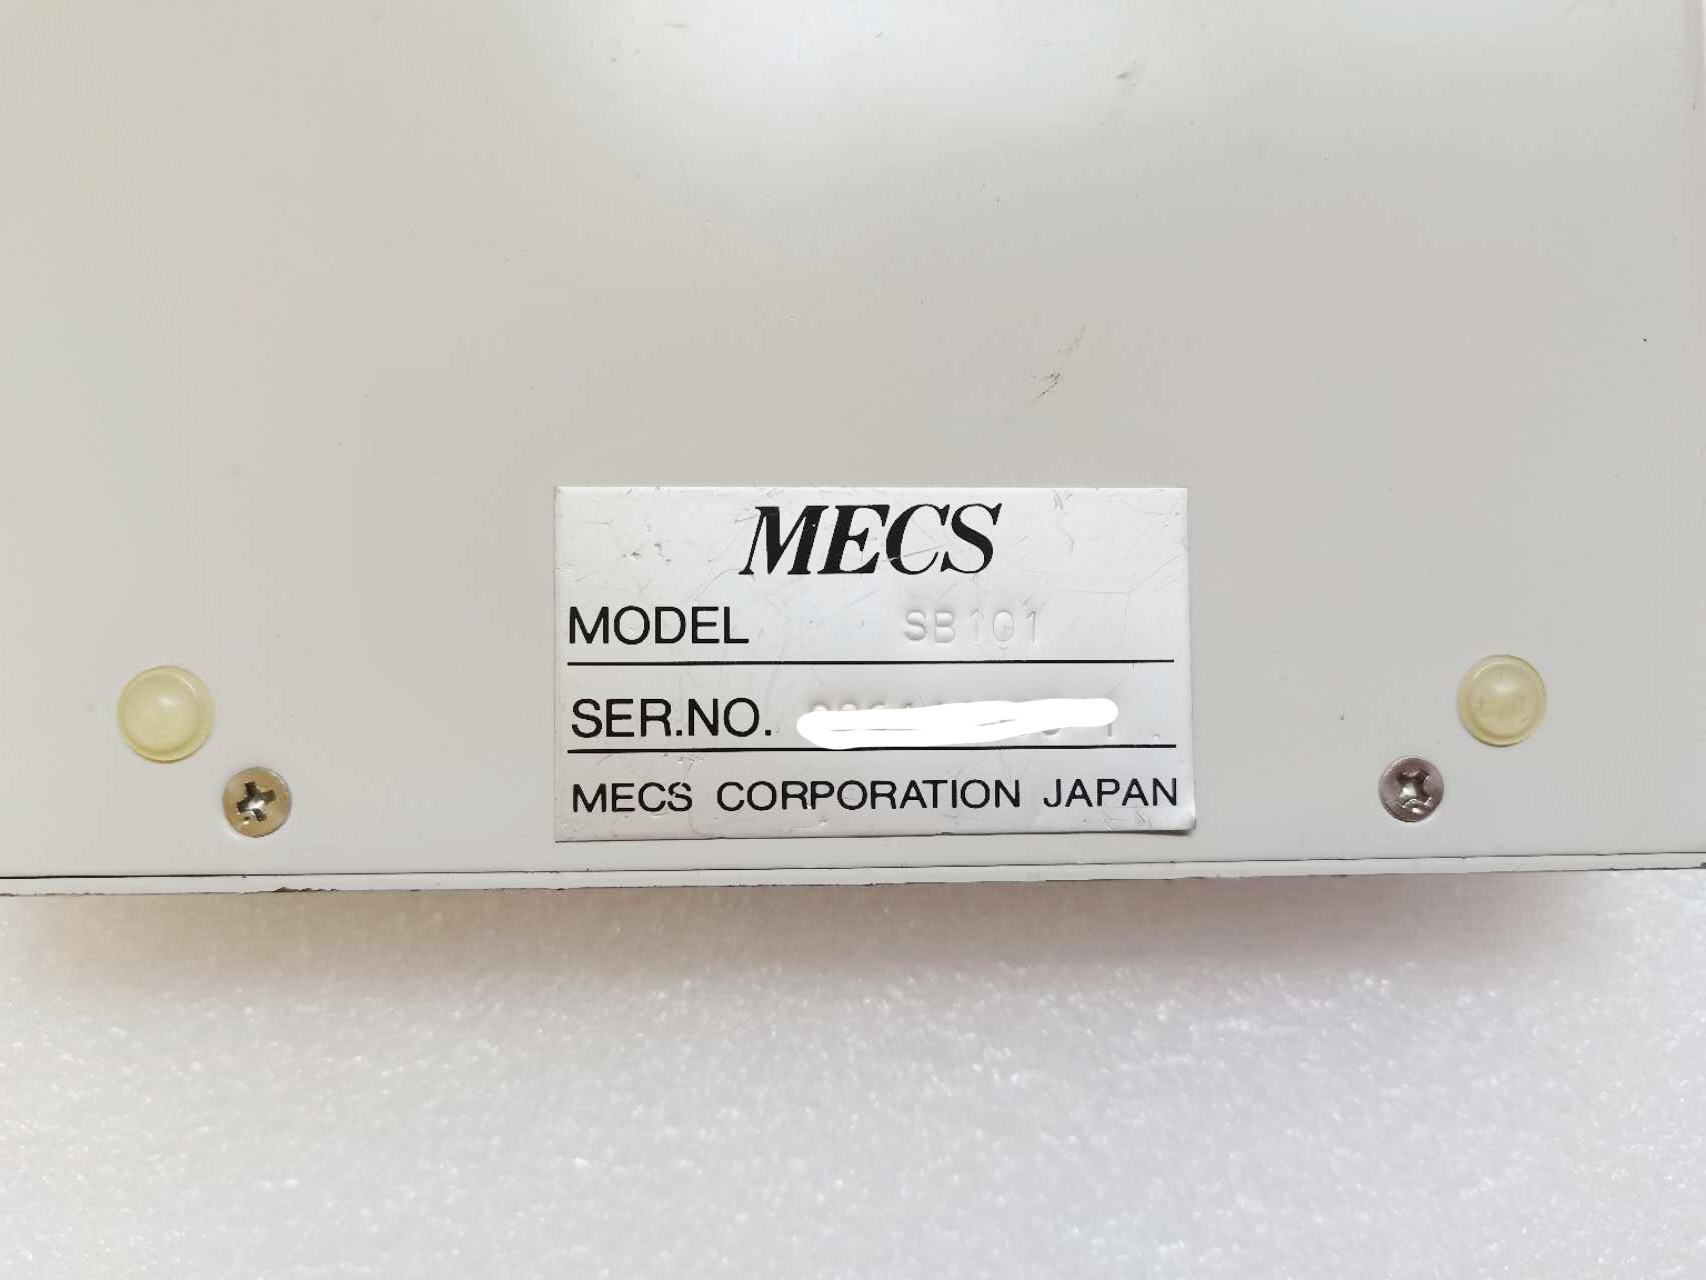 MECS
MODEL SB101
SER.NO.
MECS CORPORATION JAPAN